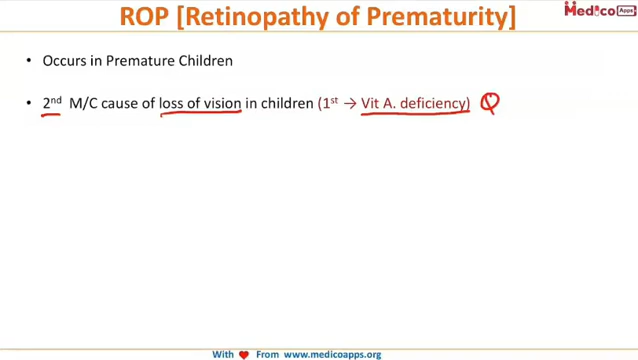 ROP [Retinopathy of Prematurity]
Medico Apps
• Occurs in Premature Children
• 2nd M/C cause of loss of vision in children (1st → Vit A. deficiency) Q
With ♥ From www.medicoapps.org